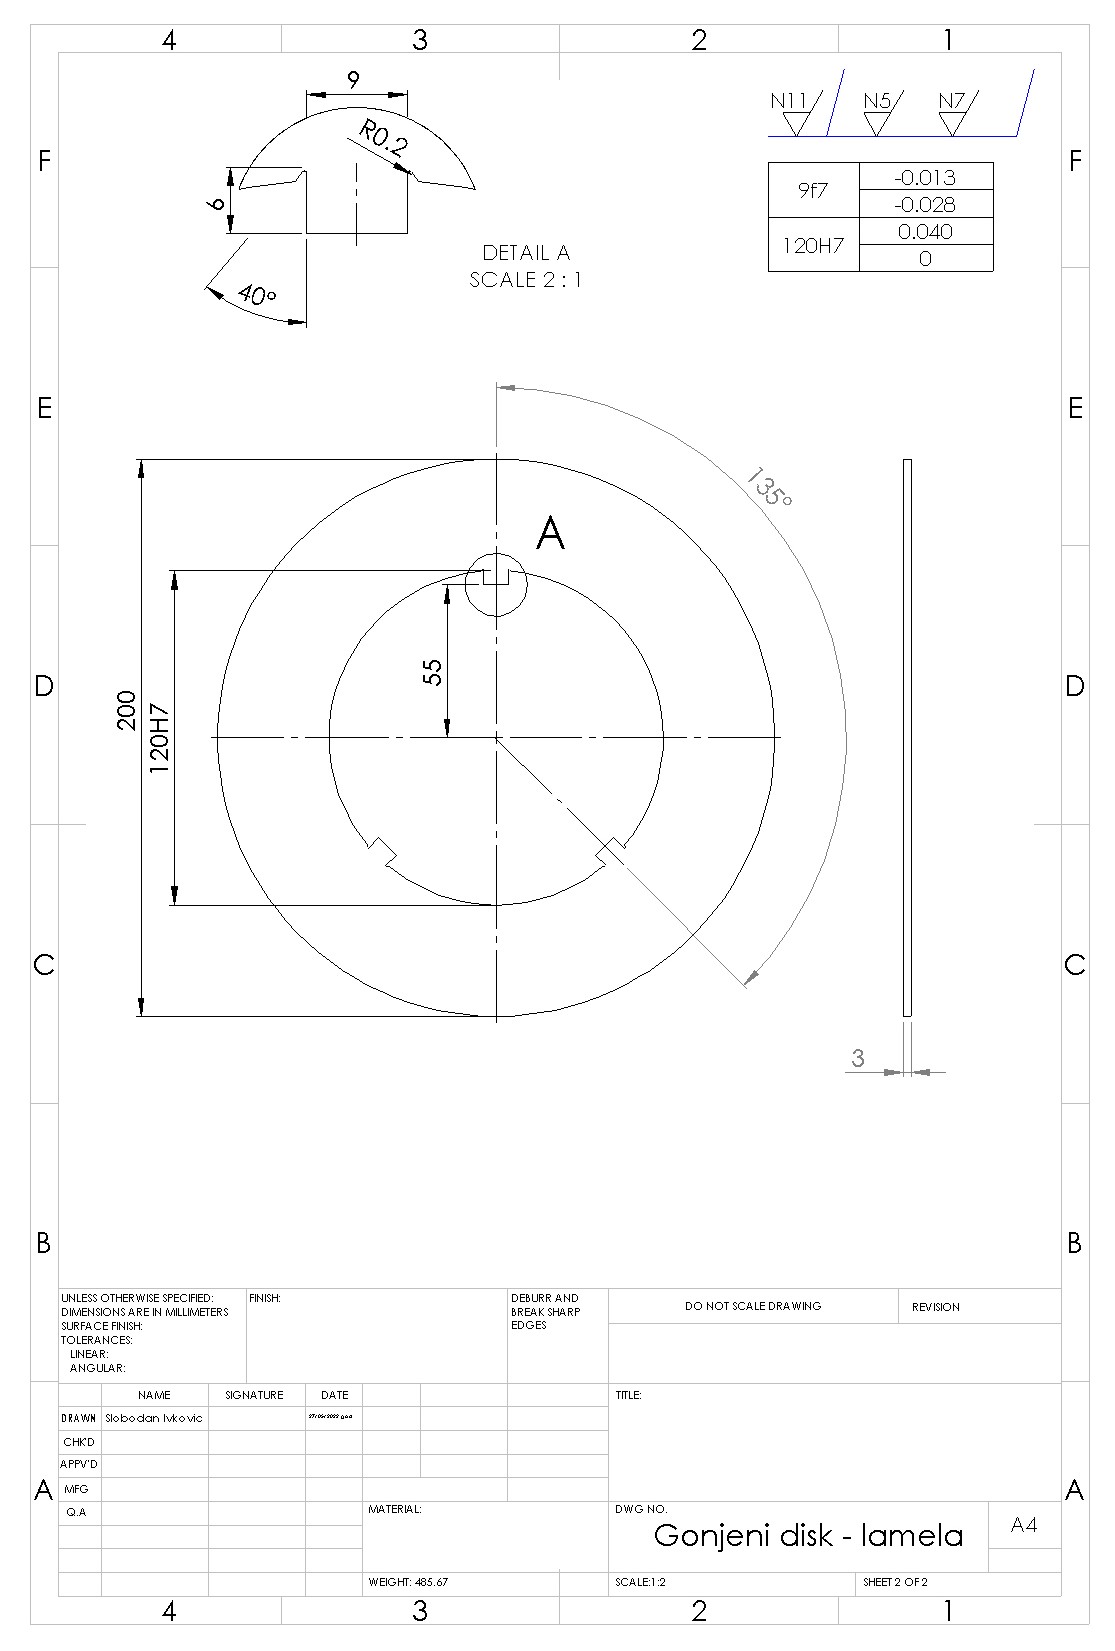 4 3 2 1
F
9
R0.2
6
40°
DETAIL A
SCALE 2 : 1
N11 N5 N7
9f7 -0.013
-0.028
120H7 0.040
0
F
E
E
135°
A
200
120H7
55
D
D
C
C
3
B
B
UNLESS OTHERWISE SPECIFIED:
DIMENSIONS ARE IN MILLIMETERS
SURFACE FINISH:
TOLERANCES:
LINEAR:
ANGULAR:
FINISH:
DEBURR AND
BREAK SHARP
EDGES
DO NOT SCALE DRAWING
REVISION
NAME SIGNATURE DATE
DRAWN Slobodan Ivkovic
CHK'D
APPV'D
MFG
Q.A
TITLE:
MATERIAL:
DWG NO.
Gonjeni disk - lamela
A4
WEIGHT: 485.67
SCALE:1:2
SHEET 2 OF 2
A
A
4 3 2 1